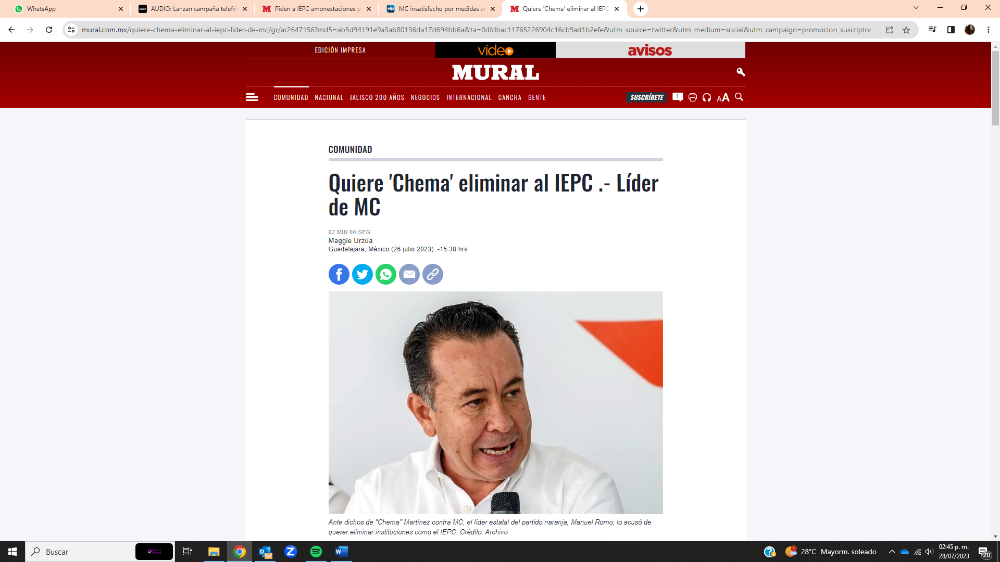 WhatsApp
siker AUDIO: Lanzan campaña telefó
M Piden a IEPC amonestaciones p
MN MC insatisfecho por medidas a
M Quiere 'Chema' eliminar al IEPC
mural.com.mx/quiere-chema-eliminar-al-iepc-lider-de-mc/gr/ar2647156?md5=ab5d94191e9a3ab80136da17d694bb6a&ta=0dfdbac11765226904c16cb9ad1b2efe&utm_source=twitter&utm_medium=social&utm_campaign=promocion_suscriptor
EDICIÓN IMPRESA
video
avisos
MURAL
COMUNIDAD NACIONAL JALISCO 200 AÑOS NEGOCIOS INTERNACIONAL CANCHA GENTE
SUSCRÍBETE 1 AA
COMUNIDAD
Quiere 'Chema' eliminar al IEPC .- Líder
de MC
02 MIN 00 SEG
Maggie Urzúa
Guadalajara, México (26 julio 2023) .-15:38 hrs
Ante dichos de "Chema" Martínez contra MC, el líder estatal del partido naranja, Manuel Romo, lo acusó de
querer eliminar instituciones como el IEPC. Crédito: Archivo
Buscar
1 28°C Mayorm. soleado
02:45 p. m.
28/07/2023
20